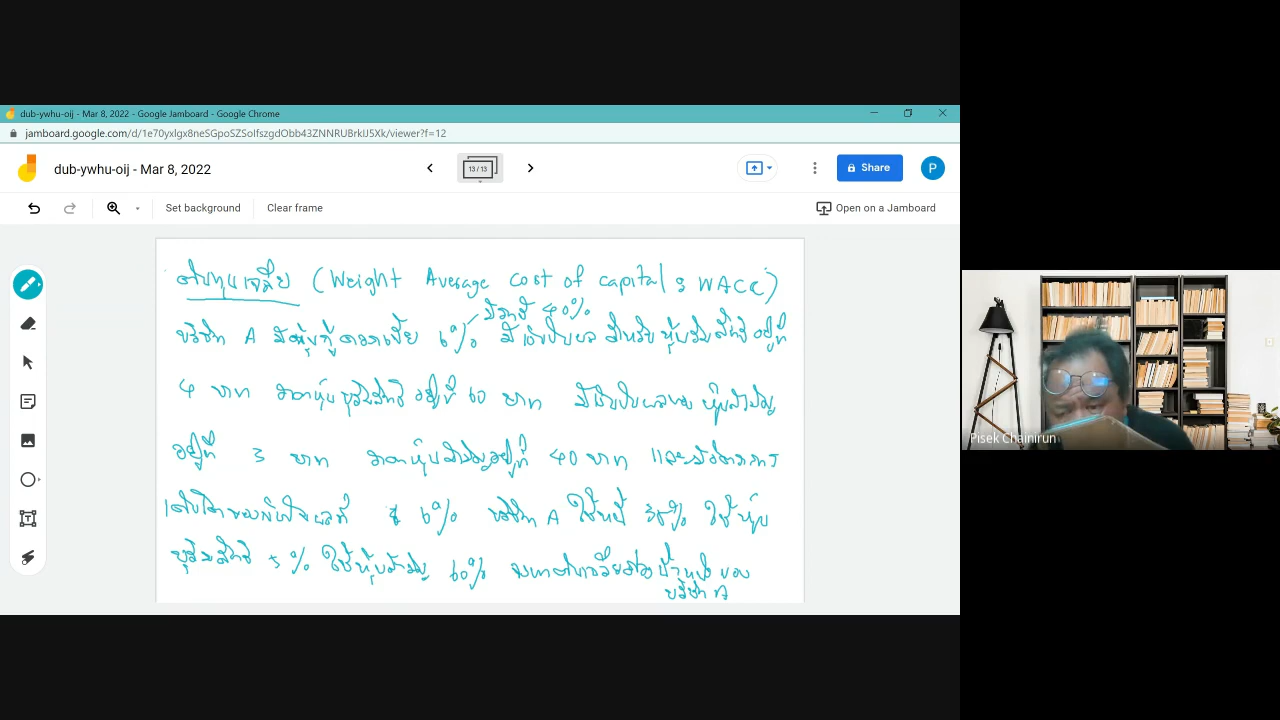 dub-ywhu-oij - Mar 8, 2022 - Google Jamboard - Google Chrome
jamboard.google.com/d/1e70yxlgx8neSGpoSZSoIfszgdObb43ZNNRUBrkIJ5Xk/viewer?f=12
dub-ywhu-oij - Mar 8, 2022
13 / 13
Share
P
Set background
Clear frame
Open on a Jamboard
ต้นทุนเฉลี่ย (Weight Average cost of capital : WACC)
มีภาษี 40%
บริษัท A มีหุ้นกู้ดอกเบี้ย 6% มีเงินปันผล สำหรับ หุ้นบุริมสิทธิ อยู่ที่
4 บาท ราคาหุ้นบุริมสิทธิ อยู่ที่ 60 บาท มีเงินปันผลของ หุ้นสามัญ
อยู่ที่ 3 บาท ราคาหุ้นสามัญอยู่ที่ 40 บาท และมีอัตราการ
เติบโตของเงินปันผลที่ 6% บริษัท A ใช้หนี้ 35% ใช้หุ้น
บุริมสิทธิ 5% ใช้หุ้นสามัญ 60% จงหาต้นทุนเฉลี่ยถ่วงน้ำหนัก ของ
บริษัท A
Pisek Chainirun